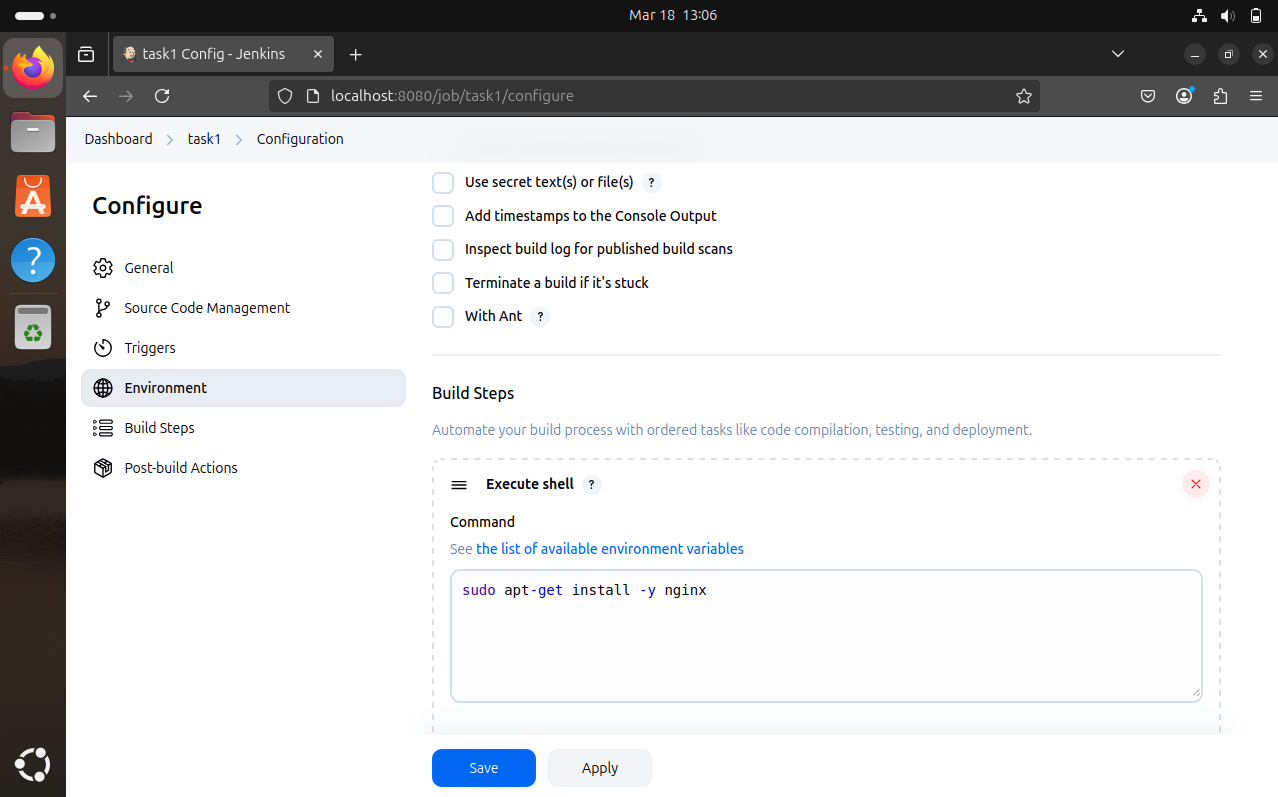 Mar 18 13:06
task1 Config - Jenkins
localhost:8080/job/task1/configure
Dashboard
task1
Configuration
Configure
General
Source Code Management
Triggers
Environment
Build Steps
Post-build Actions
Use secret text(s) or file(s) ?
Add timestamps to the Console Output
Inspect build log for published build scans
Terminate a build if it's stuck
With Ant ?
Build Steps
Automate your build process with ordered tasks like code compilation, testing, and deployment.
Execute shell ?
Command
See the list of available environment variables
sudo apt-get install -y nginx
Save
Apply